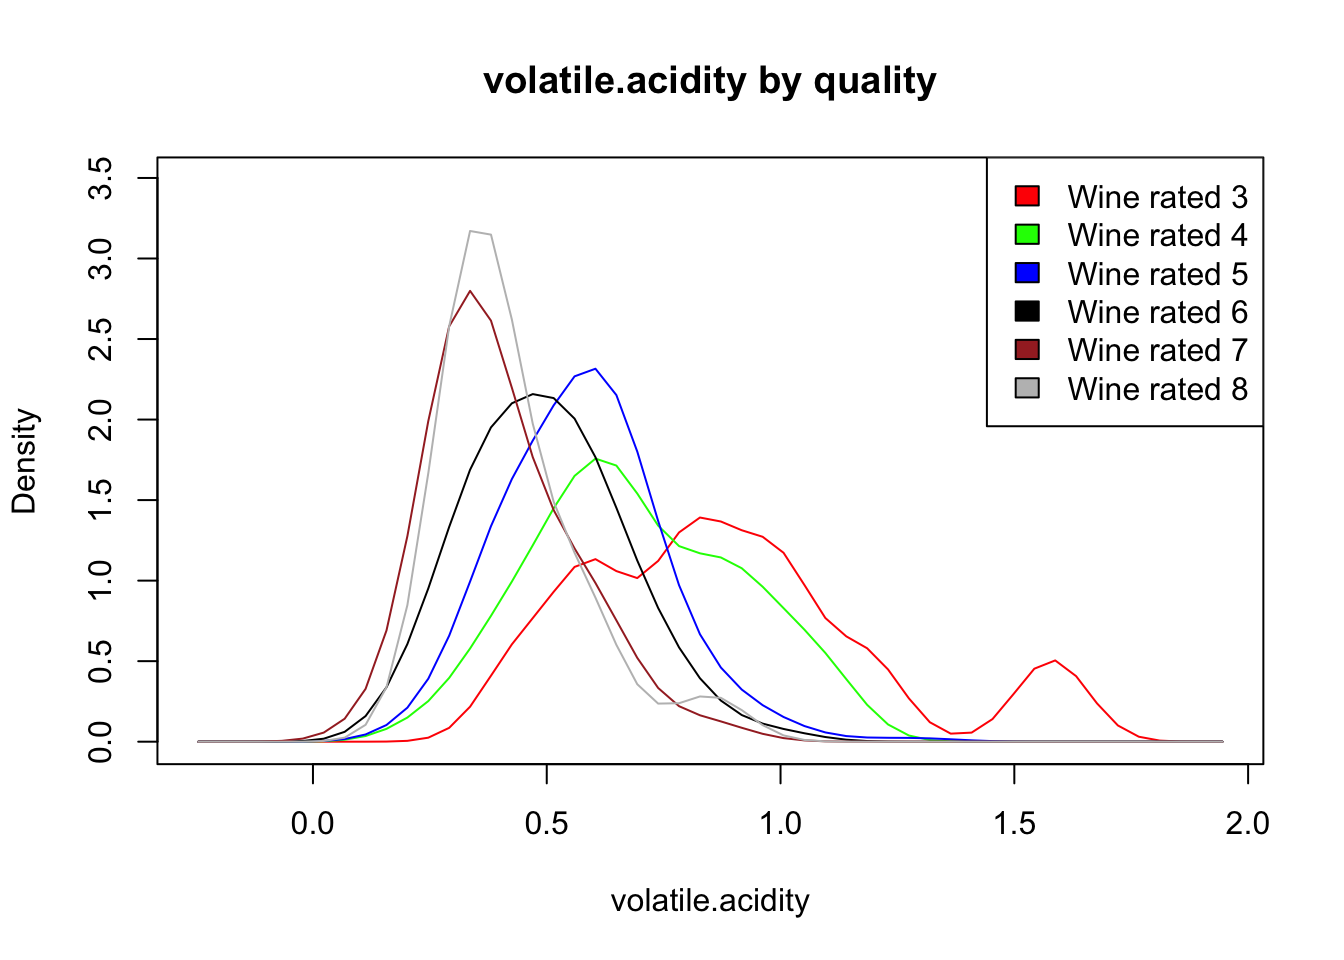 volatile.acidity by quality
Wine rated 3
Wine rated 4
Wine rated 5
Wine rated 6
Wine rated 7
Wine rated 8
Density
3.5
3.0
2.5
2.0
1.5
1.0
0.5
0.0
0.0 0.5 1.0 1.5 2.0
volatile.acidity